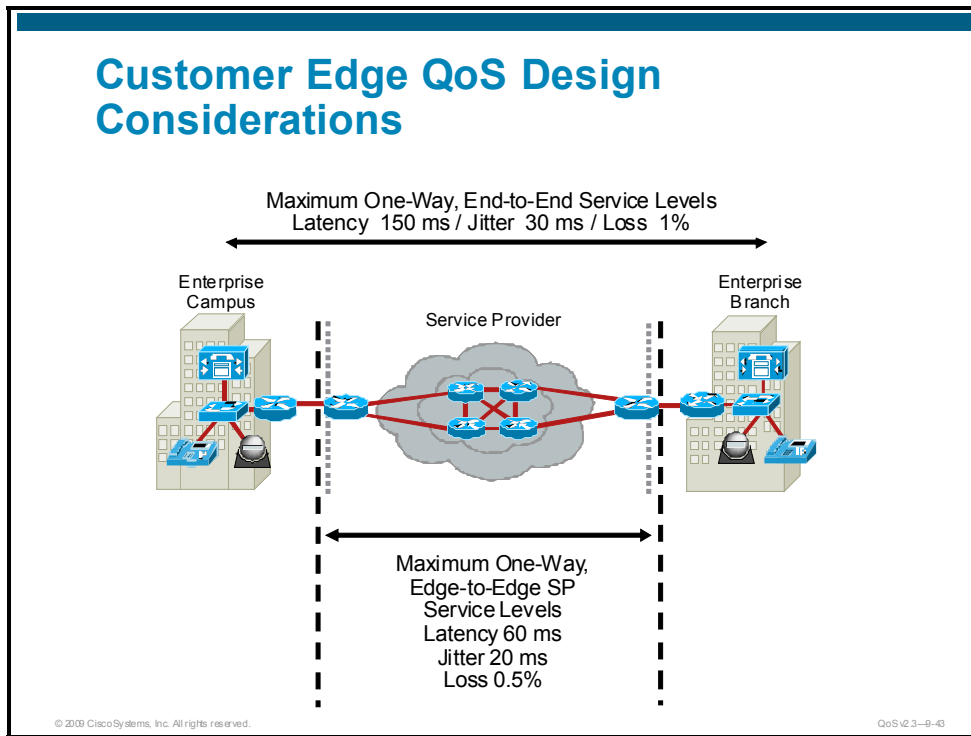 Customer Edge QoS Design
Considerations
Maximum One-Way, End-to-End Service Levels
Latency 150 ms / Jitter 30 ms / Loss 1%
Enterprise
Campus
Service Provider
Enterprise
Branch
Maximum One-Way,
Edge-to-Edge SP
Service Levels
Latency 60 ms
Jitter 20 ms
Loss 0.5%
© 2009 Cisco Systems, Inc. All rights reserved.
QoS v2.3—9-43